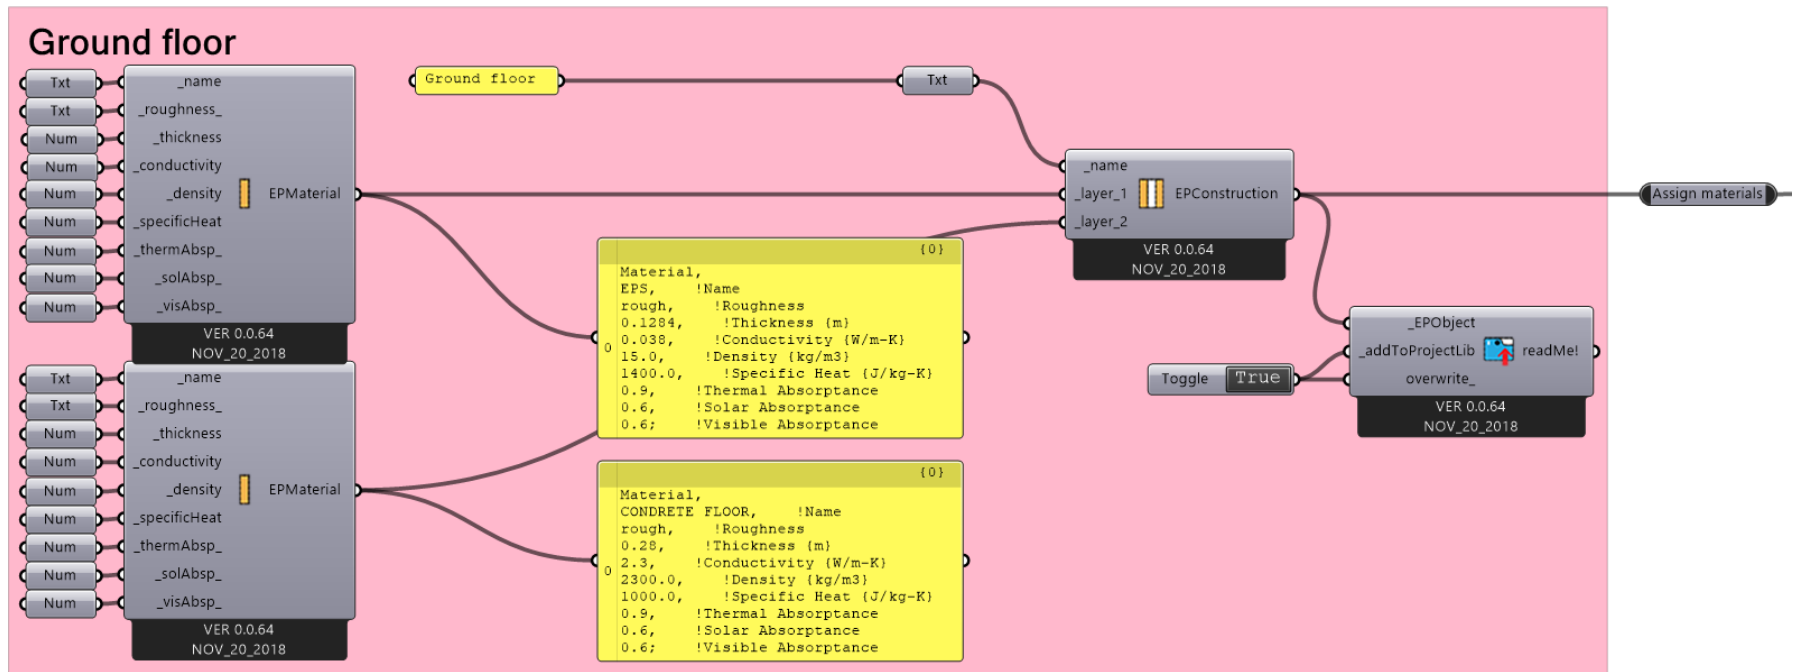 Ground floor
Txt _name
Txt _roughness_
Num _thickness
Num _conductivity
Num _density EPMaterial
Num _specificHeat
Num _thermAbsp_
Num _solAbsp_
Num _visAbsp_
VER 0.0.64
NOV_20_2018
Txt _name
Txt _roughness_
Num _thickness
Num _conductivity
Num _density EPMaterial
Num _specificHeat
Num _thermAbsp_
Num _solAbsp_
Num _visAbsp_
VER 0.0.64
NOV_20_2018
Ground floor
Txt
{0}
0
Material,
EPS, !Name
rough, !Roughness
0.1284, !Thickness {m}
0.038, !Conductivity {W/m-K}
15.0, !Density {kg/m3}
1400.0, !Specific Heat {J/kg-K}
0.9, !Thermal Absorptance
0.6, !Solar Absorptance
0.6; !Visible Absorptance
{0}
0
Material,
CONDRETE FLOOR, !Name
rough, !Roughness
0.28, !Thickness {m}
2.3, !Conductivity {W/m-K}
2300.0, !Density {kg/m3}
1000.0, !Specific Heat {J/kg-K}
0.9, !Thermal Absorptance
0.6, !Solar Absorptance
0.6; !Visible Absorptance
_name
_layer_1 EPConstruction
_layer_2
VER 0.0.64
NOV_20_2018
Assign materials
Toggle True
_EPObject
_addToProjectLib readMe!
overwrite_
VER 0.0.64
NOV_20_2018